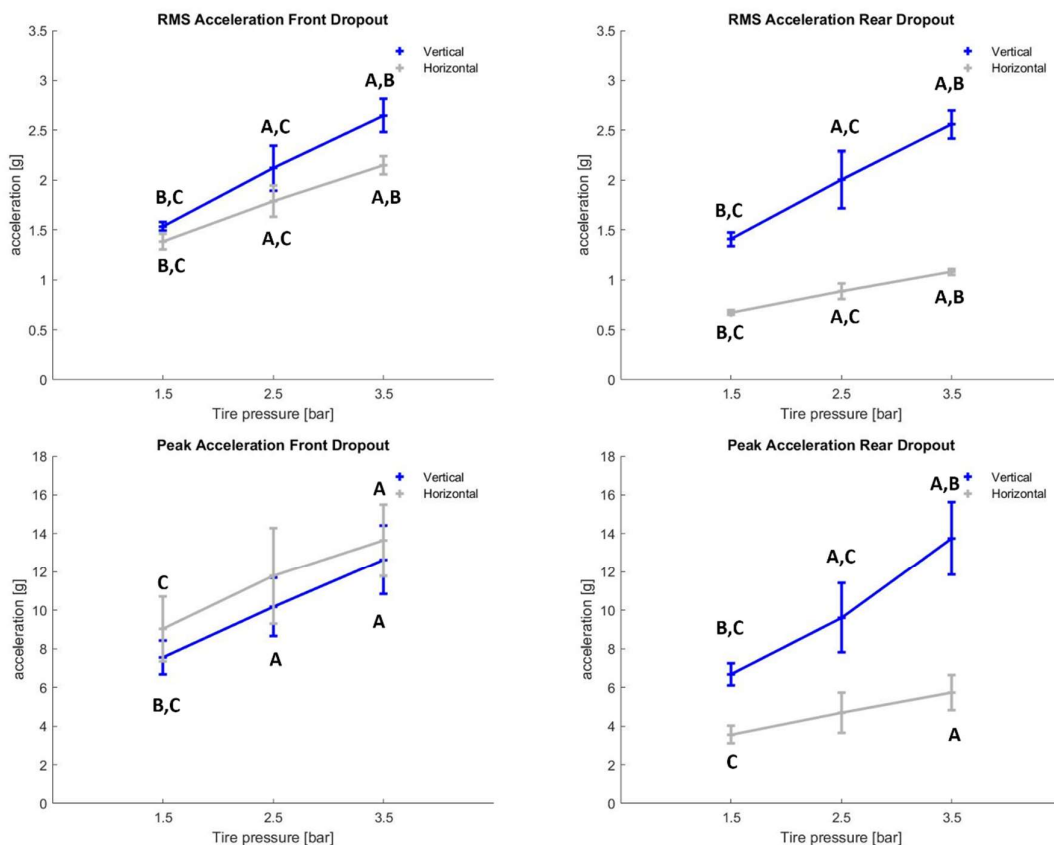 RMS Acceleration Front Dropout
3.5
3
2.5
2
1.5
1
0.5
0
acceleration [g]
Vertical
Horizontal
A,B
A,C
B,C
A,B
A,C
B,C
1.5
2.5
3.5
Tire pressure [bar]
RMS Acceleration Rear Dropout
3.5
3
2.5
2
1.5
1
0.5
0
acceleration [g]
Vertical
Horizontal
A,B
A,C
B,C
A,B
A,C
B,C
1.5
2.5
3.5
Tire pressure [bar]
Peak Acceleration Front Dropout
18
16
14
12
10
8
6
4
2
0
acceleration [g]
Vertical
Horizontal
A
C
A
A
B,C
1.5
2.5
3.5
Tire pressure [bar]
Peak Acceleration Rear Dropout
18
16
14
12
10
8
6
4
2
0
acceleration [g]
Vertical
Horizontal
A,B
A,C
B,C
A
C
1.5
2.5
3.5
Tire pressure [bar]